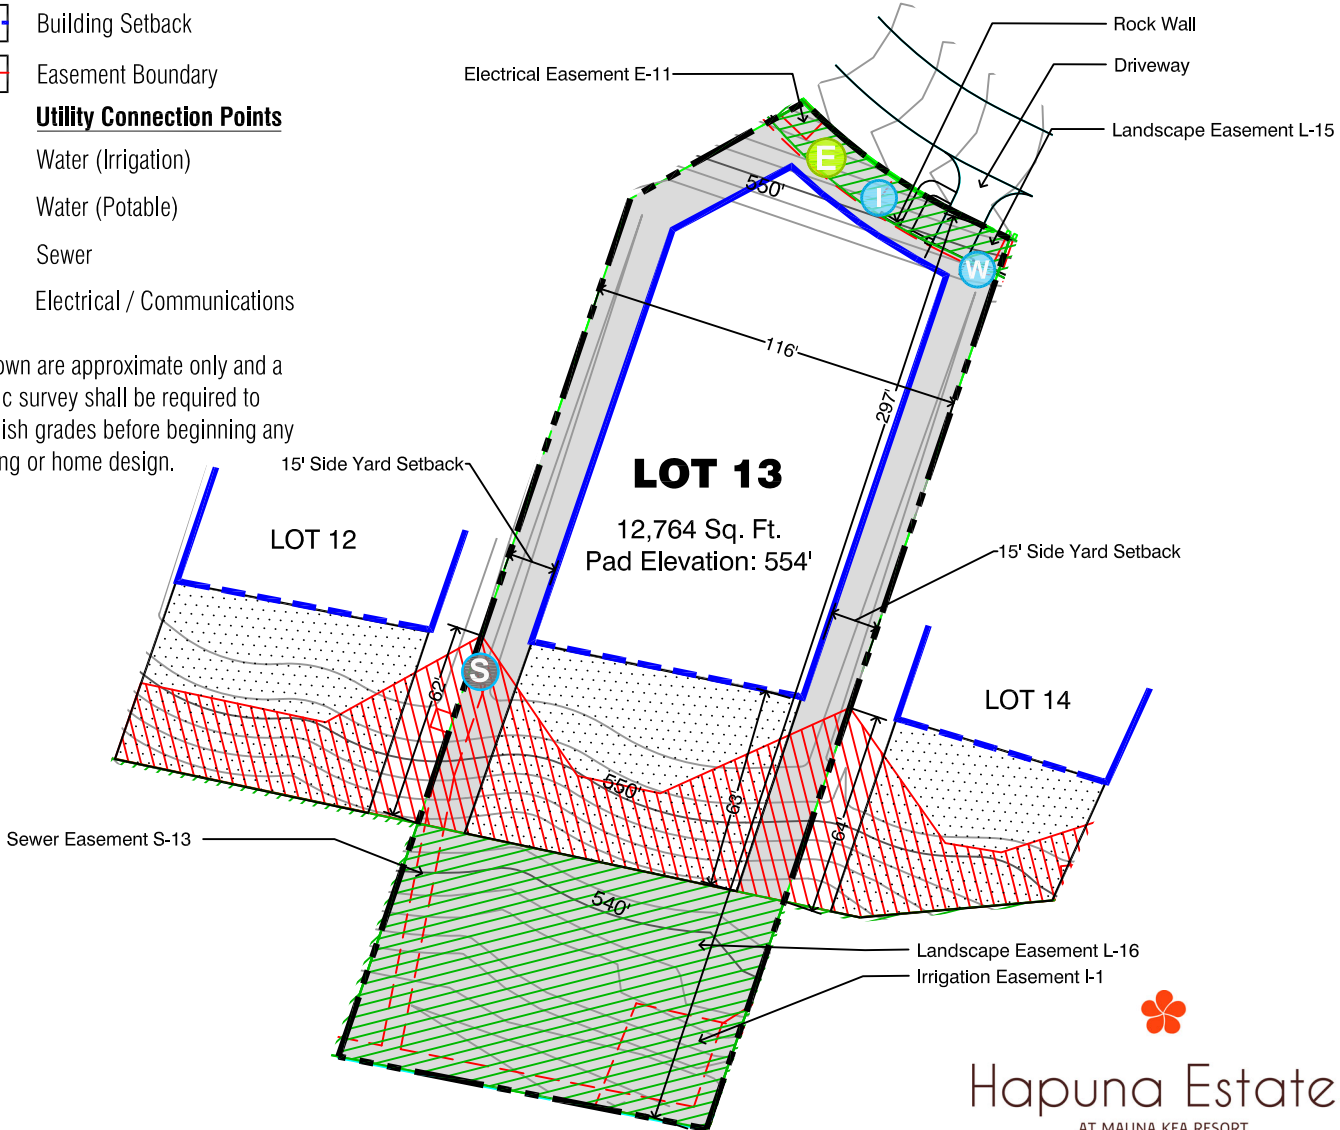 Building Setback
Easement Boundary
Utility Connection Points
Water (Irrigation)
Water (Potable)
Sewer
Electrical / Communications
own are approximate only and a
c survey shall be required to
ish grades before beginning any
ng or home design.
Rock Wall
Driveway
Electrical Easement E-11
Landscape Easement L-15
E
I
W
550'
116'
297'
15' Side Yard Setback
LOT 13
12,764 Sq. Ft.
Pad Elevation: 554'
LOT 12
15' Side Yard Setback
S
62'
LOT 14
550'
63'
64'
Sewer Easement S-13
540'
Landscape Easement L-16
Irrigation Easement I-1
Hapuna Estate
AT MAUNA KEA RESORT